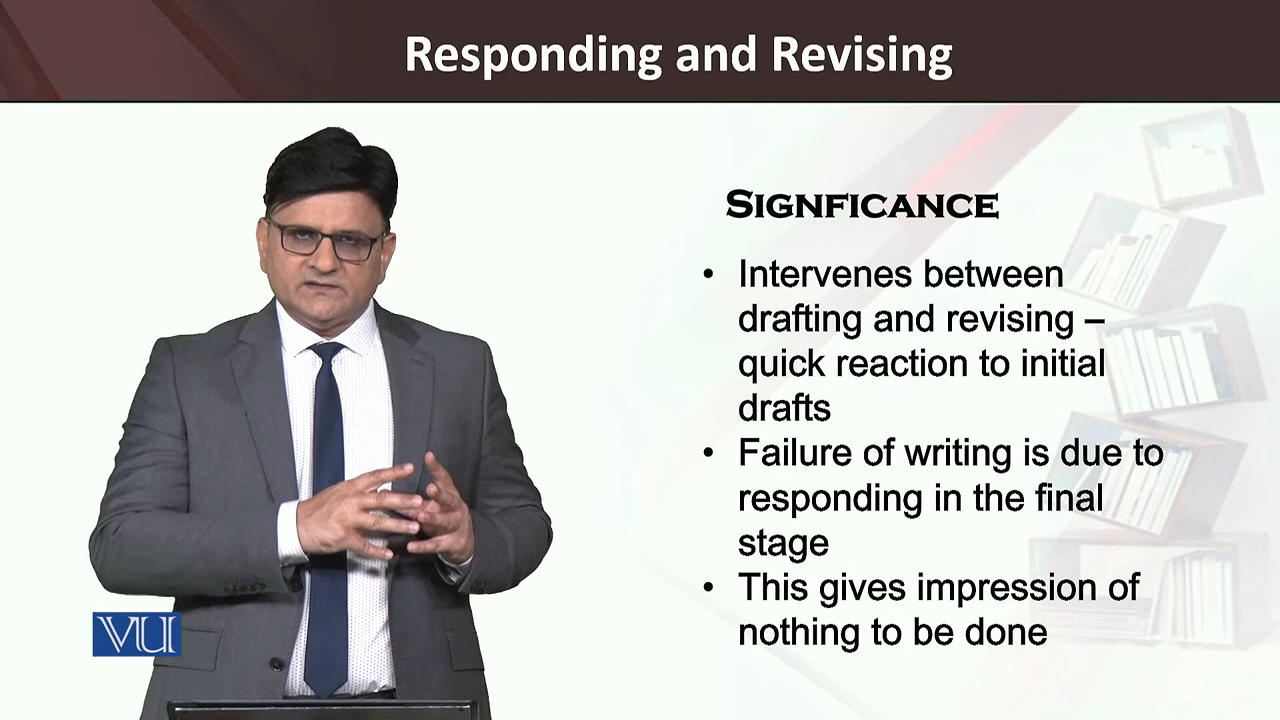 Responding and Revising
SIGNFICANCE
• Intervenes between
drafting and revising –
quick reaction to initial
drafts
• Failure of writing is due to
responding in the final
stage
• This gives impression of
nothing to be done
VU